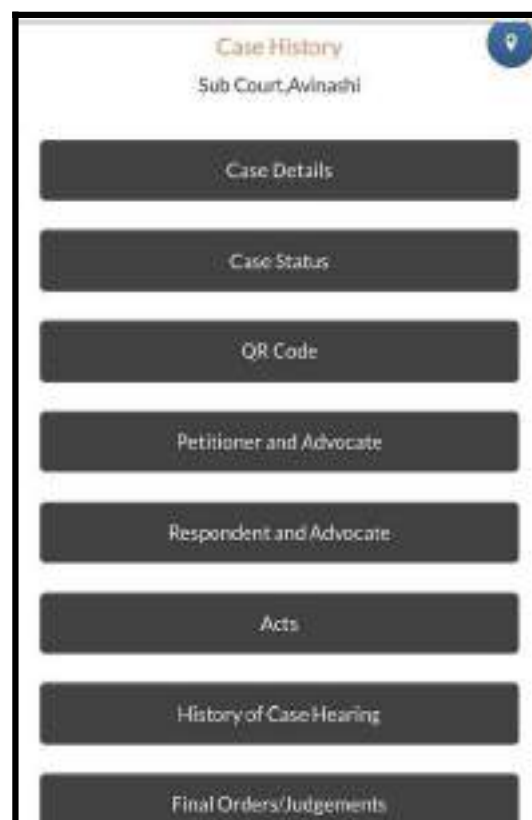 Case History
Sub Court,Avinashi
Case Details
Case Status
QR Code
Petitioner and Advocate
Respondent and Advocate
Acts
History of Case Hearing
Final Orders/Judgements